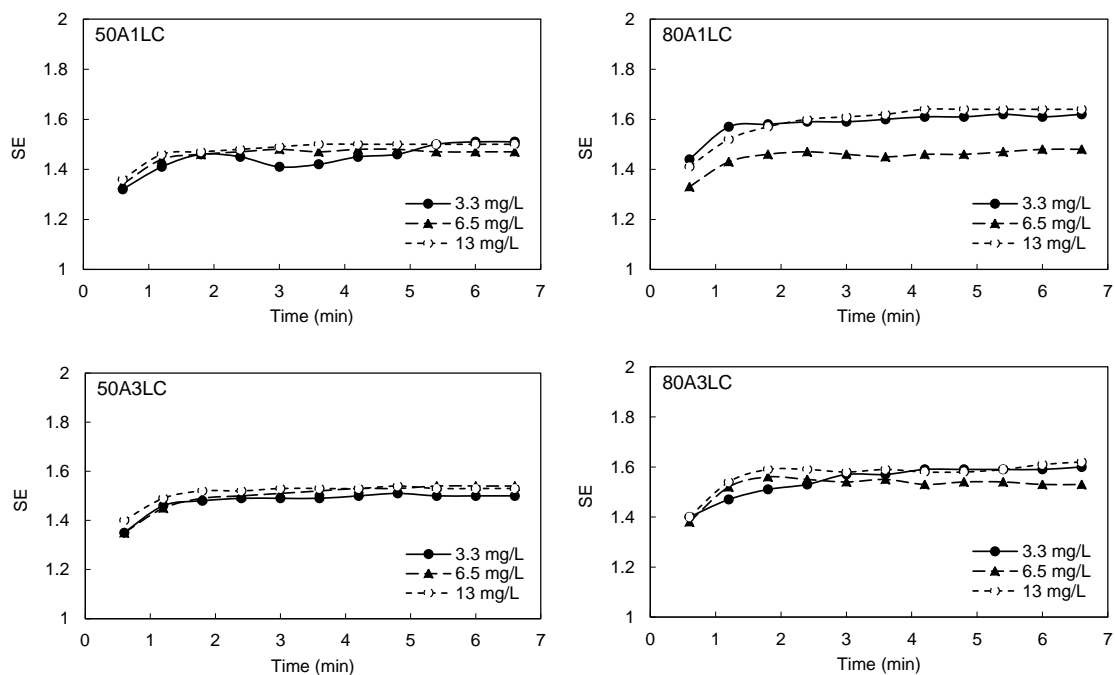 50A1LC
2
1.8
1.6
1.4
1.2
1
SE
3.3 mg/L
6.5 mg/L
13 mg/L
0 1 2 3 4 5 6 7
Time (min)
80A1LC
2
1.8
1.6
1.4
1.2
1
SE
3.3 mg/L
6.5 mg/L
13 mg/L
0 1 2 3 4 5 6 7
Time (min)
50A3LC
2
1.8
1.6
1.4
1.2
1
SE
3.3 mg/L
6.5 mg/L
13 mg/L
0 1 2 3 4 5 6 7
Time (min)
80A3LC
2
1.8
1.6
1.4
1.2
1
SE
3.3 mg/L
6.5 mg/L
13 mg/L
0 1 2 3 4 5 6 7
Time (min)